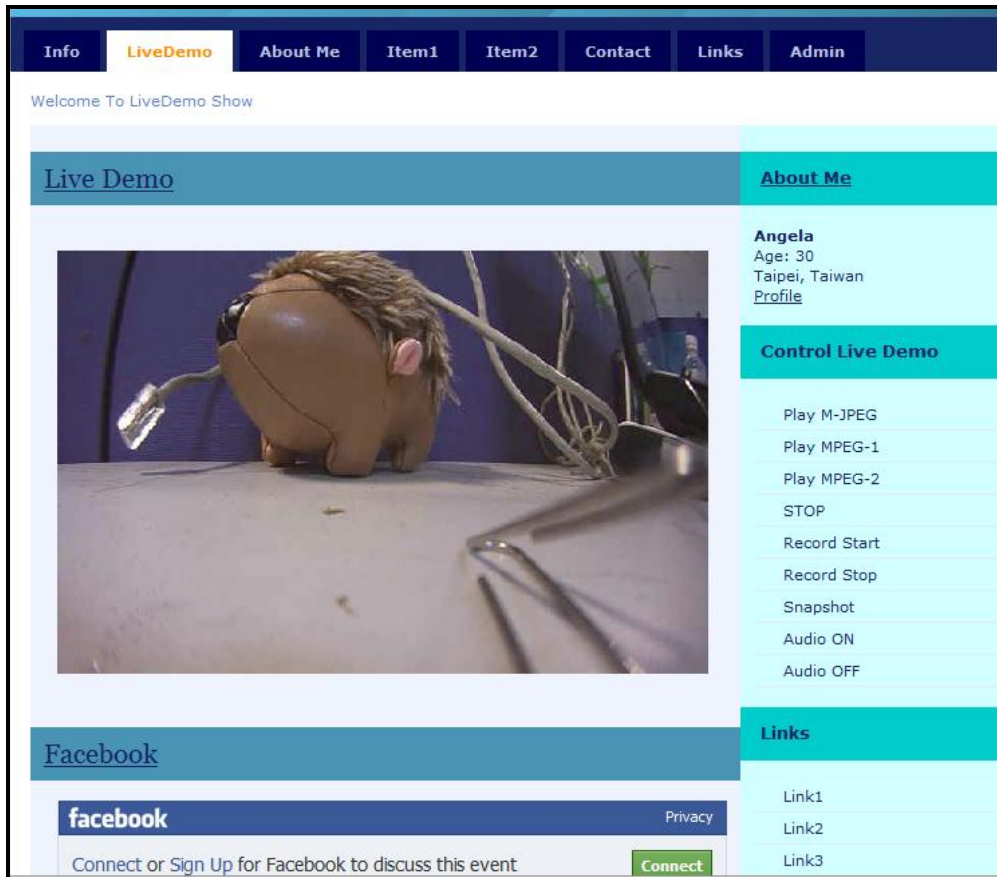 Info LiveDemo About Me Item1 Item2 Contact Links Admin
Welcome To LiveDemo Show
Live Demo
About Me
Angela
Age: 30
Taipei, Taiwan
Profile
Control Live Demo
Play M-JPEG
Play MPEG-1
Play MPEG-2
STOP
Record Start
Record Stop
Snapshot
Audio ON
Audio OFF
Links
Link1
Link2
Link3
Facebook
facebook Privacy
Connect or Sign Up for Facebook to discuss this event Connect